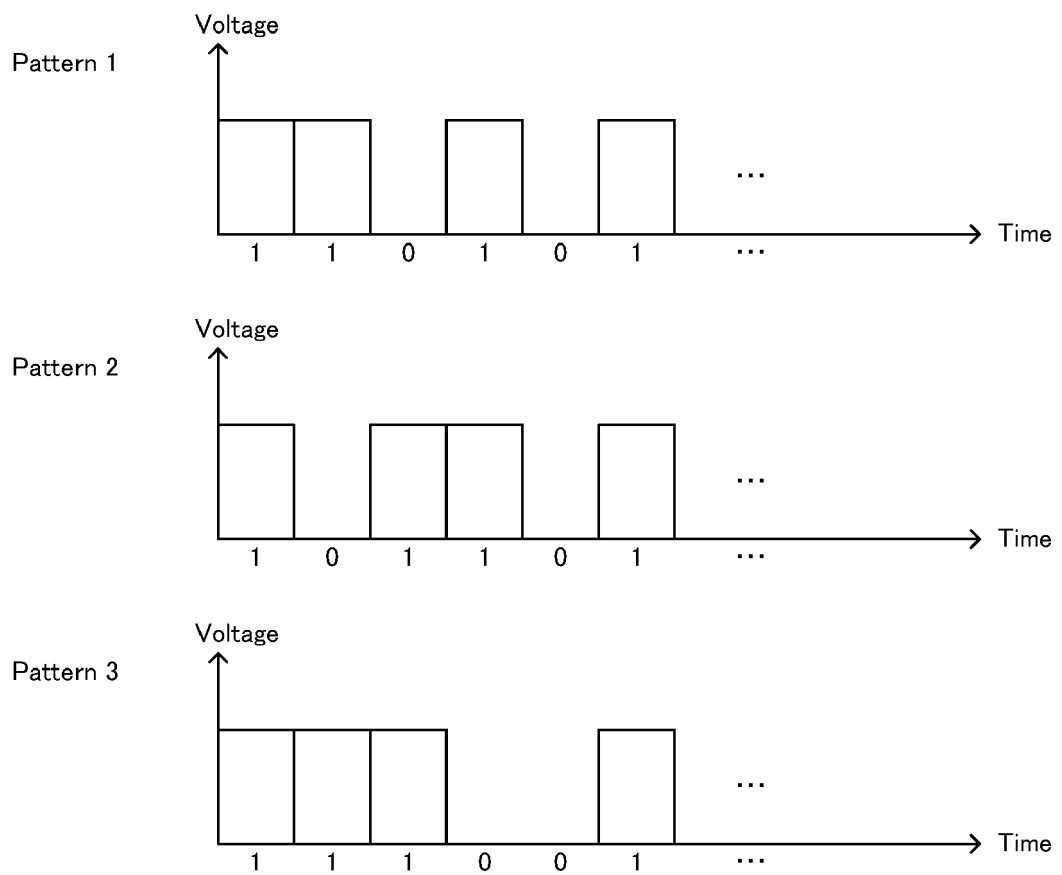 Voltage
Pattern 1
Time
1 1 0 1 0 1 ...
...
Voltage
Pattern 2
Time
1 0 1 1 0 1 ...
...
Voltage
Pattern 3
Time
1 1 1 0 0 1 ...
...